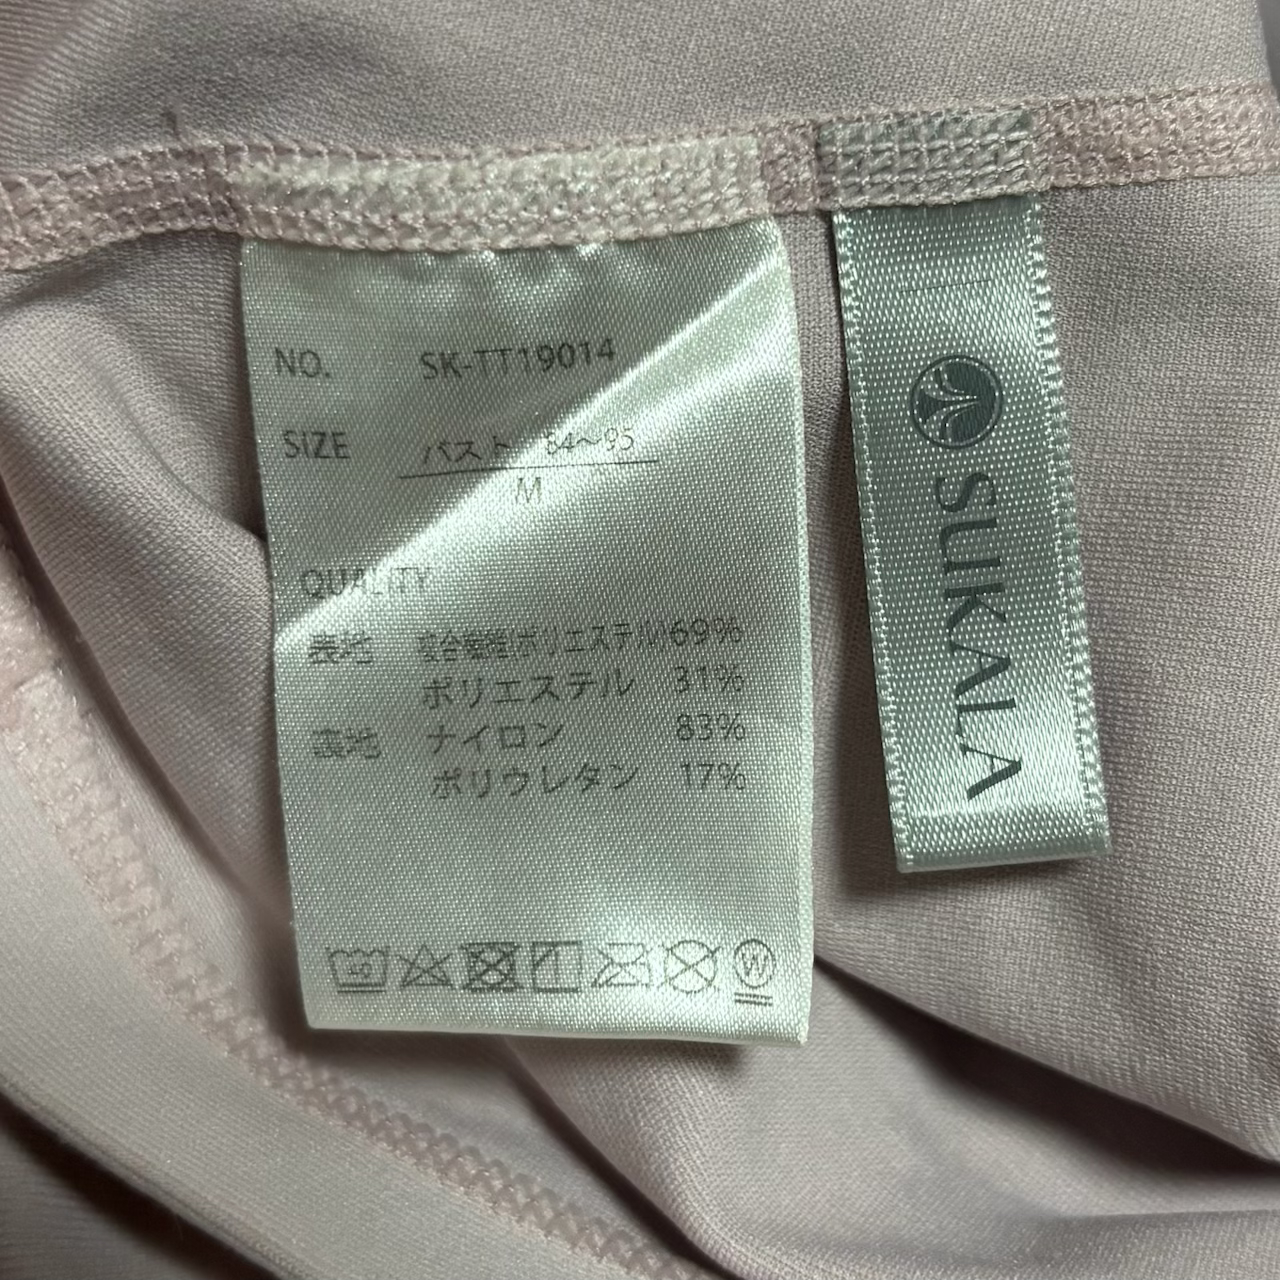 NO. SK-TT19014
SIZE バスト 84～95
M
QUALITY
表地 複合繊維(ポリエステル)69%
ポリエステル 31%
裏地 ナイロン 83%
ポリウレタン 17%
40
W
SUKALA